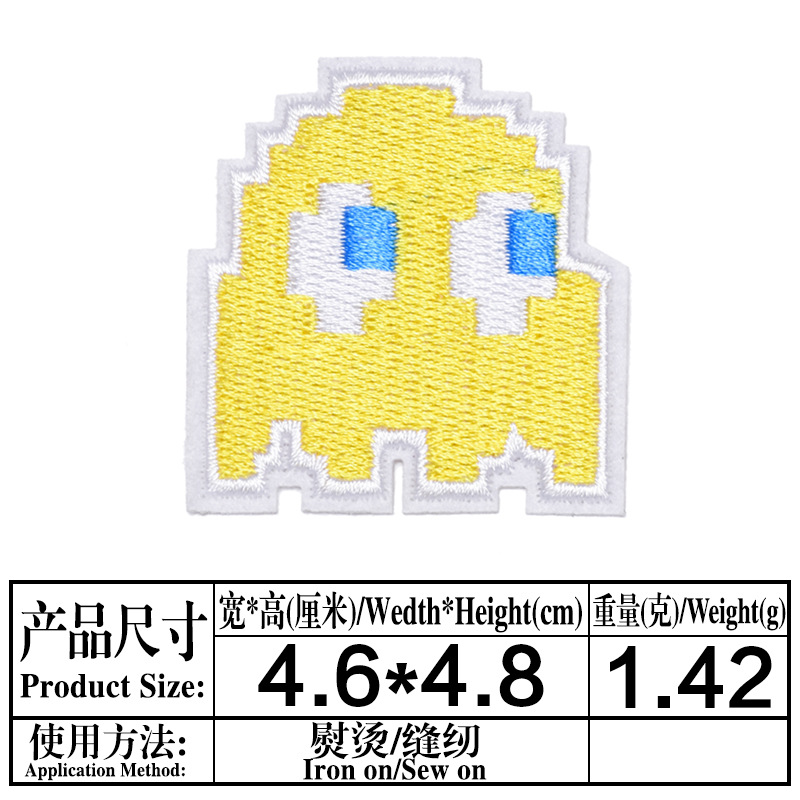 产品尺寸
Product Size:
宽*高(厘米)/Wedth*Height(cm)
重量(克)/Weight(g)
4.6*4.8
1.42
使用方法:
Application Method:
熨烫/缝纫
Iron on/Sew on